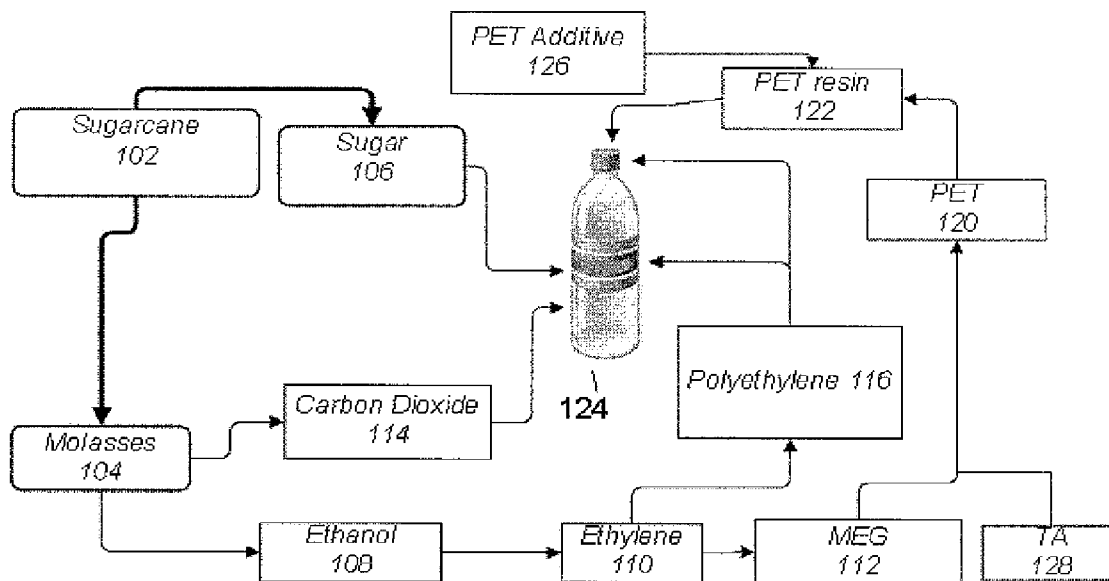 PET Additive
126
PET resin
122
Sugarcane
102
Sugar
106
PET
120
Polyethylene 116
124
Carbon Dioxide
114
Molasses
104
Ethanol
108
Ethylene
110
MEG
112
TA
128